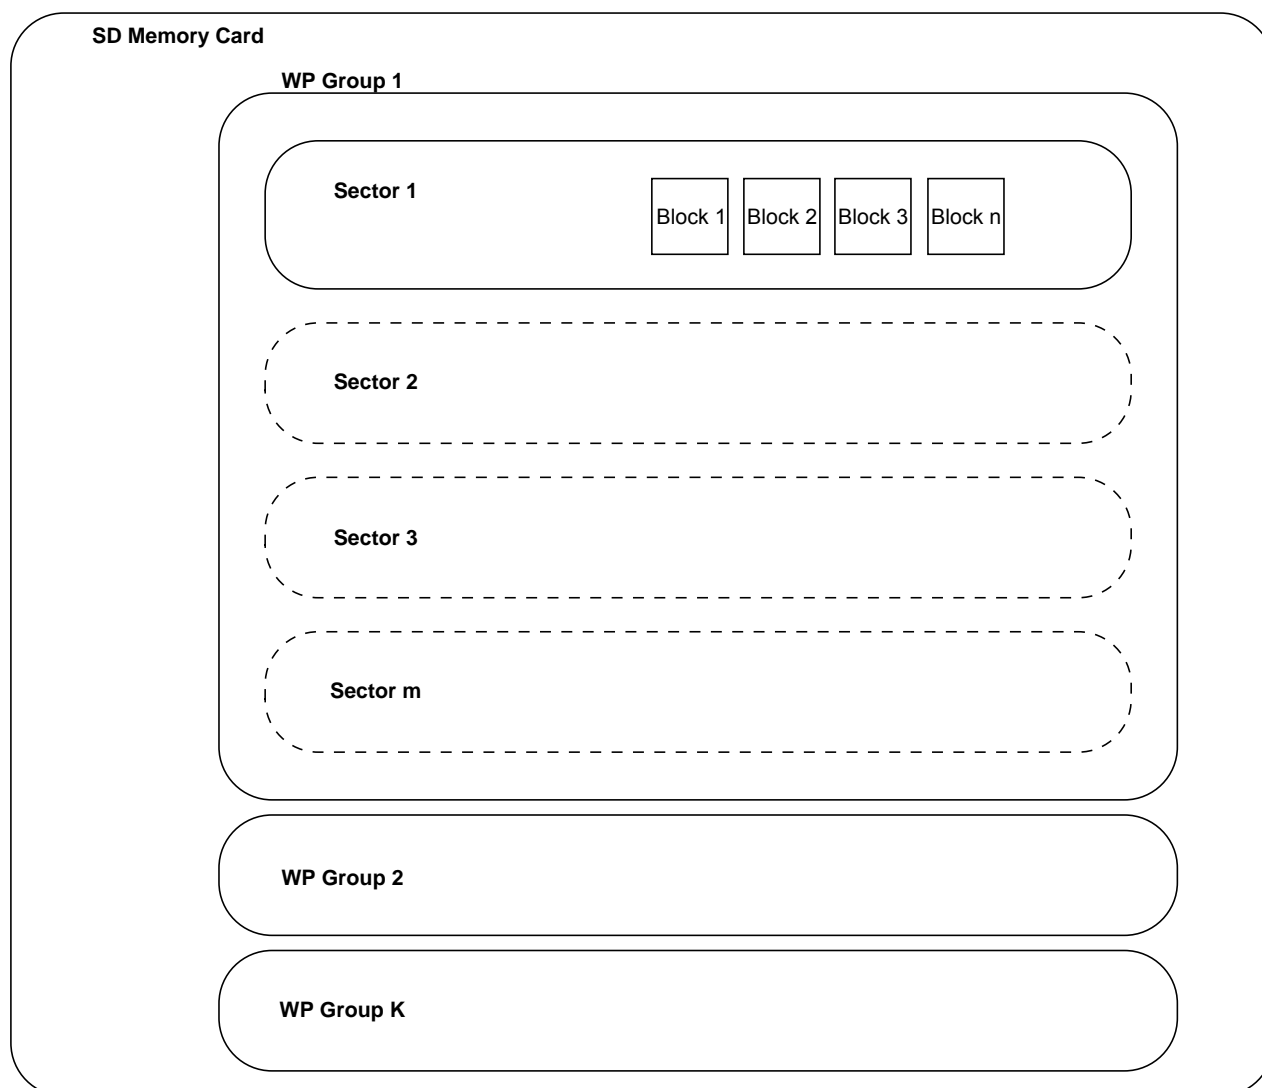 SD Memory Card
WP Group 1
Sector 1
Block 1 Block 2 Block 3 Block n
Sector 2
Sector 3
Sector m
WP Group 2
WP Group K